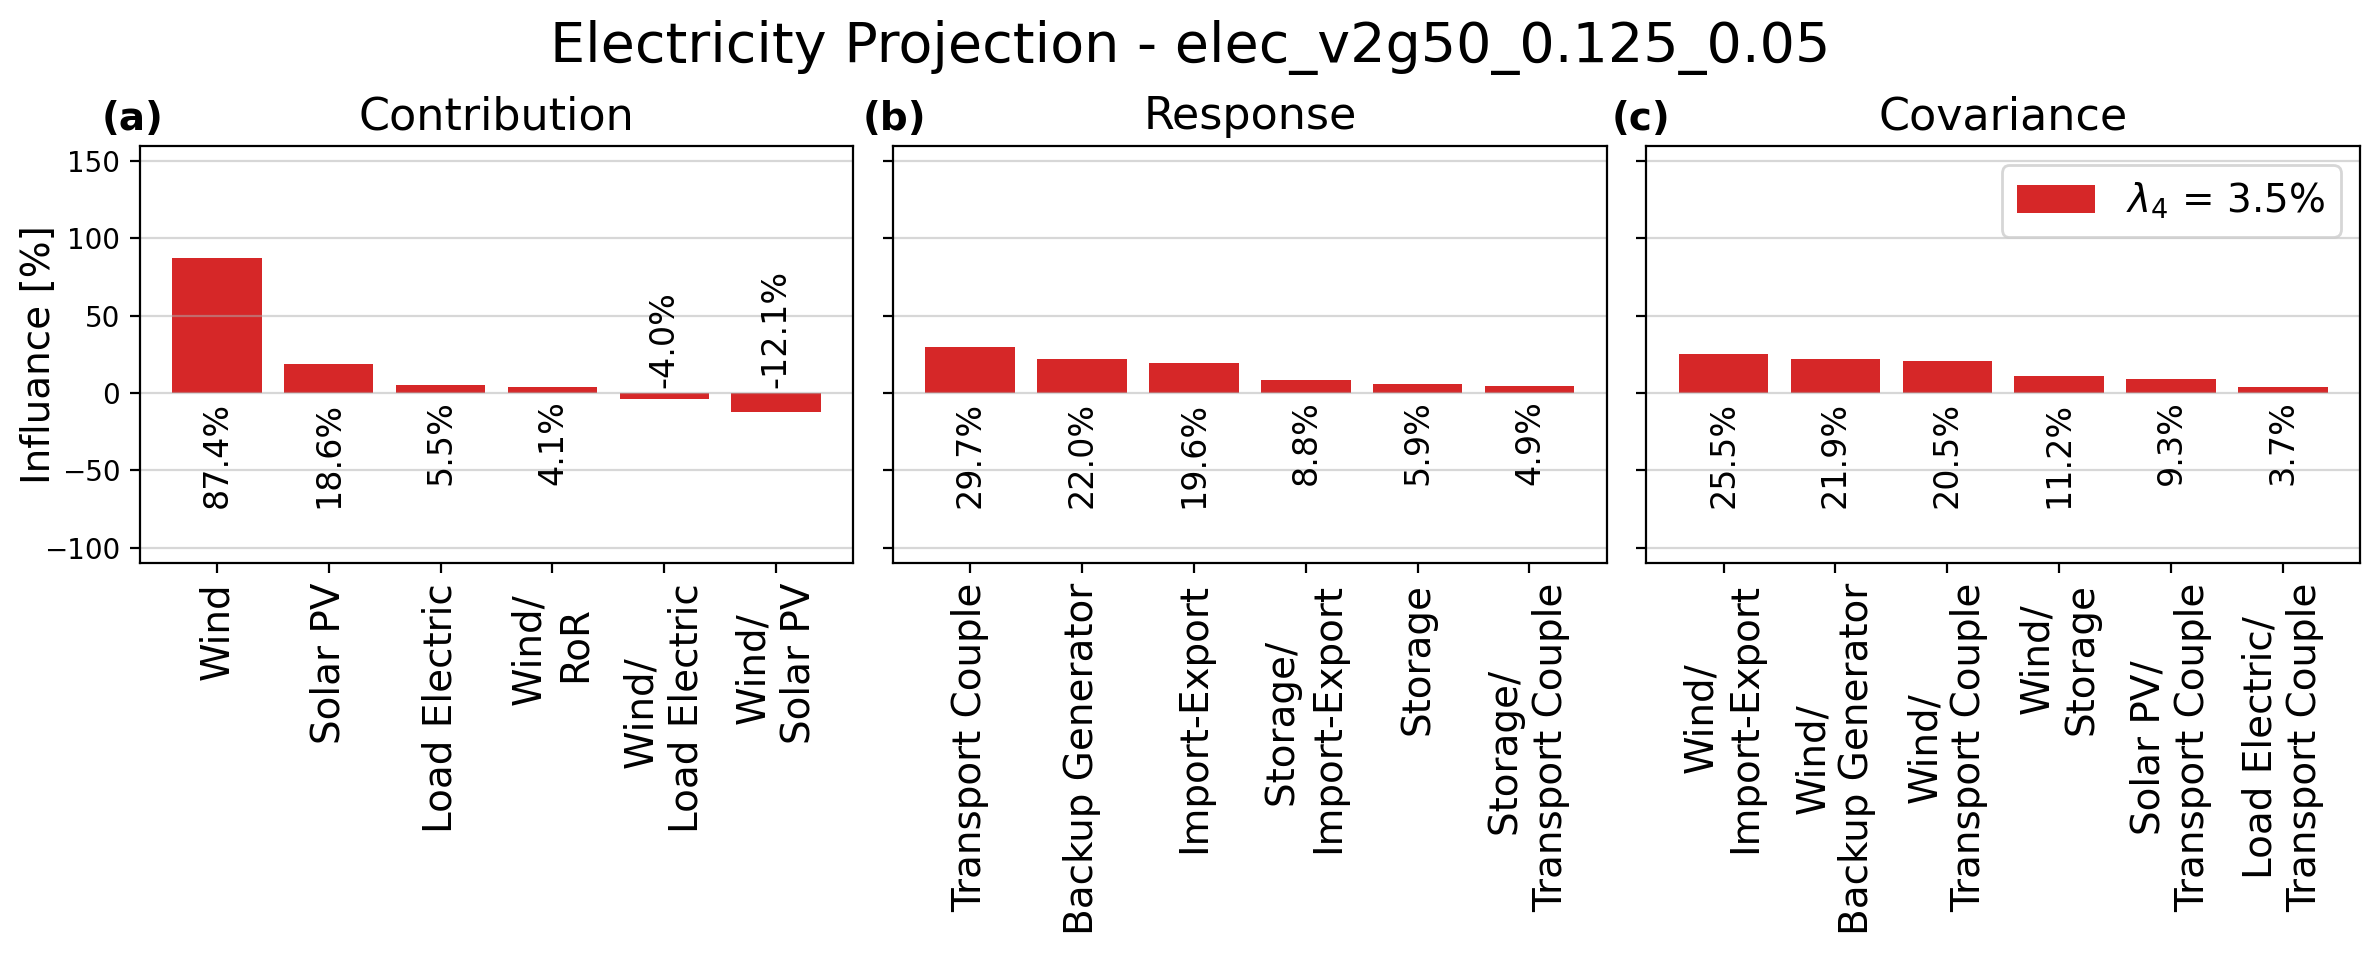 Electricity Projection - elec_v2g50_0.125_0.05
(a)
Contribution
Influance [%]
150
100
50
0
−50
−100
87.4%
18.6%
5.5%
4.1%
-4.0%
-12.1%
Wind
Solar PV
Load Electric
Wind/
RoR
Wind/
Load Electric
Wind/
Solar PV
(b)
Response
29.7%
22.0%
19.6%
8.8%
5.9%
4.9%
Transport Couple
Backup Generator
Import-Export
Storage/
Import-Export
Storage
Storage/
Transport Couple
(c)
Covariance
λ₄ = 3.5%
25.5%
21.9%
20.5%
11.2%
9.3%
3.7%
Wind/
Import-Export
Wind/
Backup Generator
Wind/
Transport Couple
Wind/
Storage
Solar PV/
Transport Couple
Load Electric/
Transport Couple